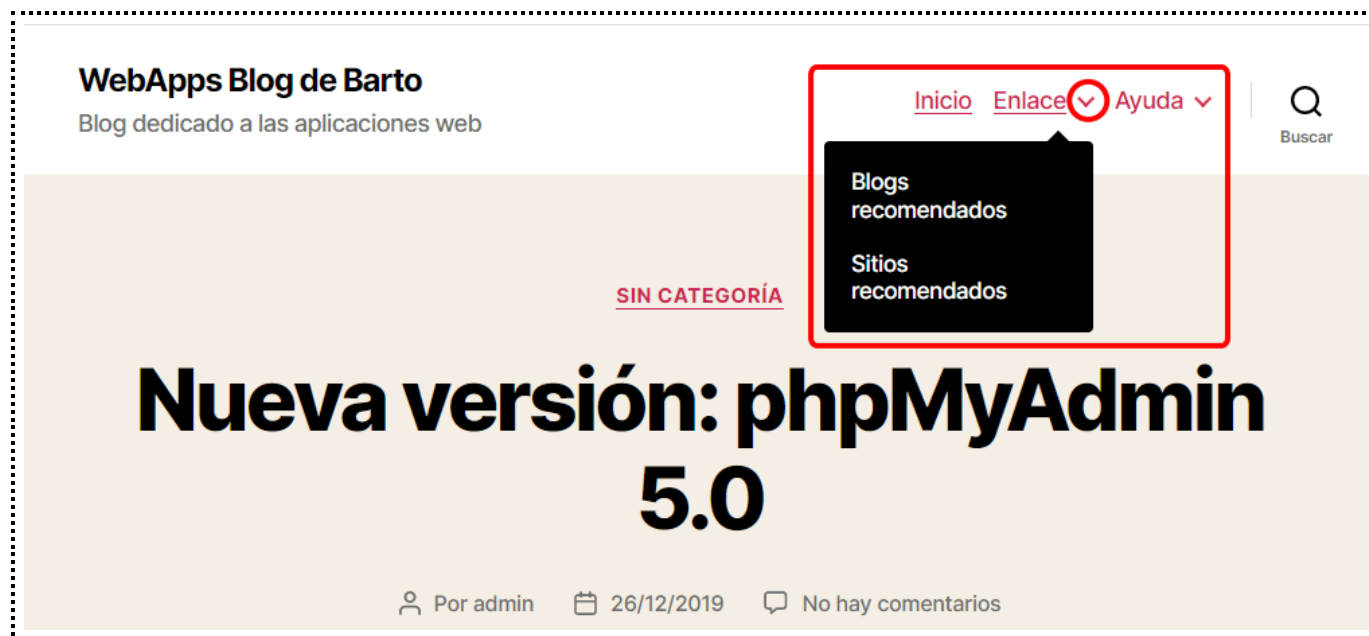 WebApps Blog de Barto
Blog dedicado a las aplicaciones web
Inicio Enlace Ayuda
Buscar
Blogs
recomendados
Sitios
recomendados
SIN CATEGORÍA
Nueva versión: phpMyAdmin
5.0
Por admin 26/12/2019 No hay comentarios